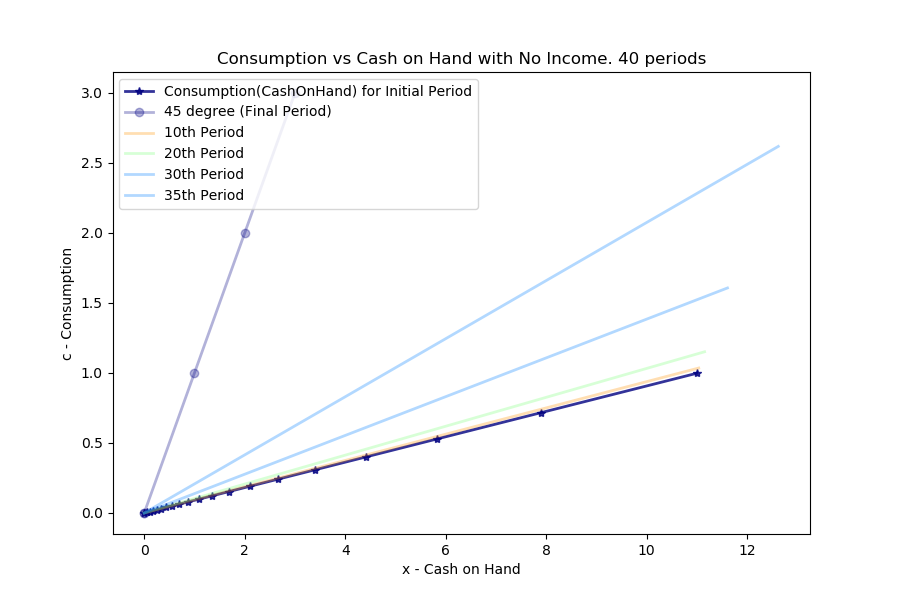 Consumption vs Cash on Hand with No Income. 40 periods
Consumption(CashOnHand) for Initial Period
45 degree (Final Period)
10th Period
20th Period
30th Period
35th Period
c - Consumption
3.0
2.5
2.0
1.5
1.0
0.5
0.0
0 2 4 6 8 10 12
x - Cash on Hand